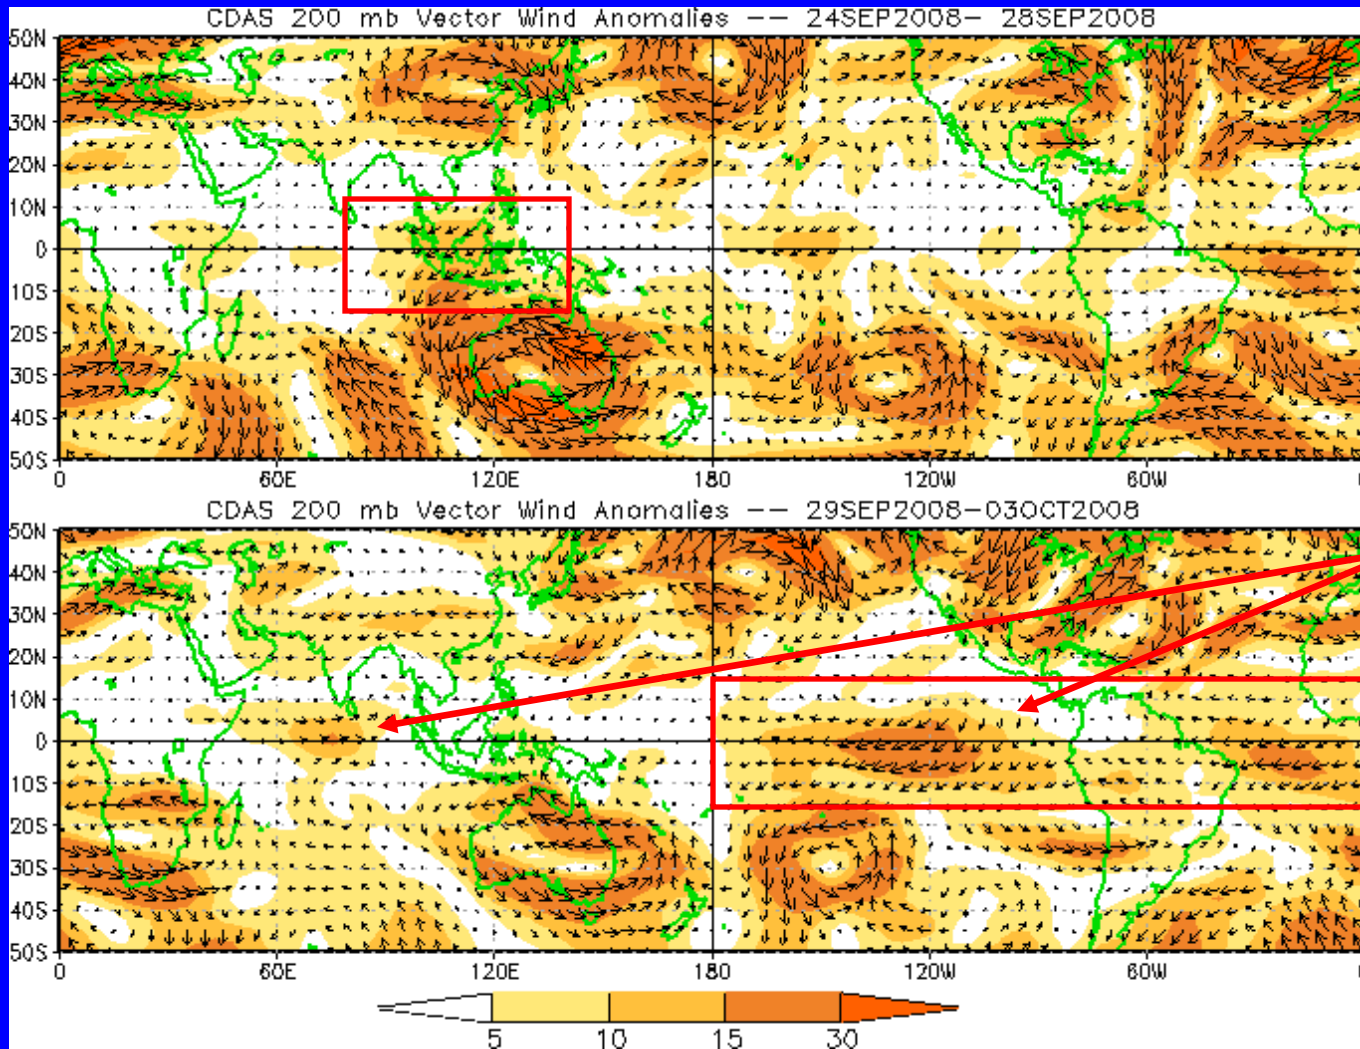 CDAS 200 mb Vector Wind Anomalies -- 24SEP2008- 28SEP2008
50N
40N
30N
20N
10N
0
10S
20S
30S
40S
50S
0 60E 120E 180 120W 60W
CDAS 200 mb Vector Wind Anomalies -- 29SEP2008-03OCT2008
50N
40N
30N
20N
10N
0
10S
20S
30S
40S
50S
0 60E 120E 180 120W 60W
5 10 15 30